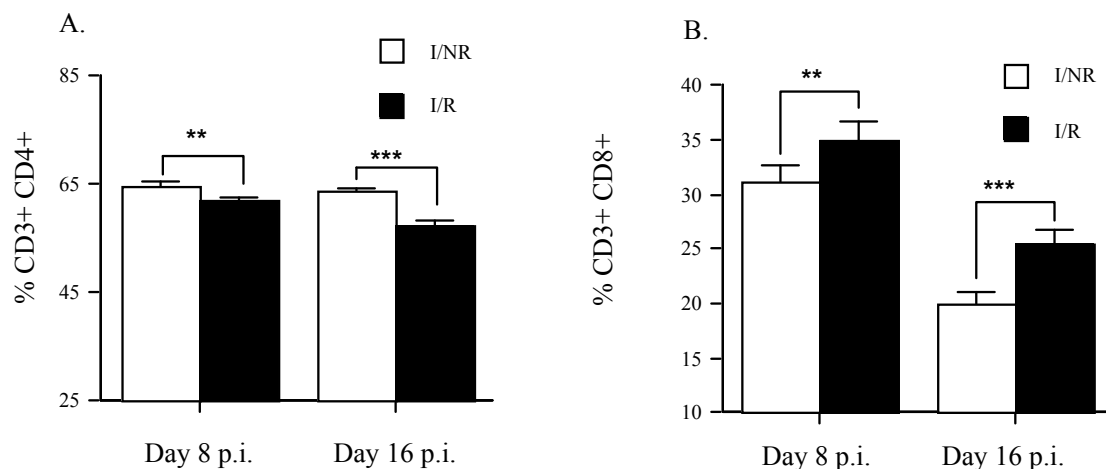 A.
I/NR
I/R
% CD3+ CD4+
85
65
45
25
**
***
Day 8 p.i.
Day 16 p.i.
B.
I/NR
I/R
% CD3+ CD8+
40
35
30
25
20
15
10
**
***
Day 8 p.i.
Day 16 p.i.